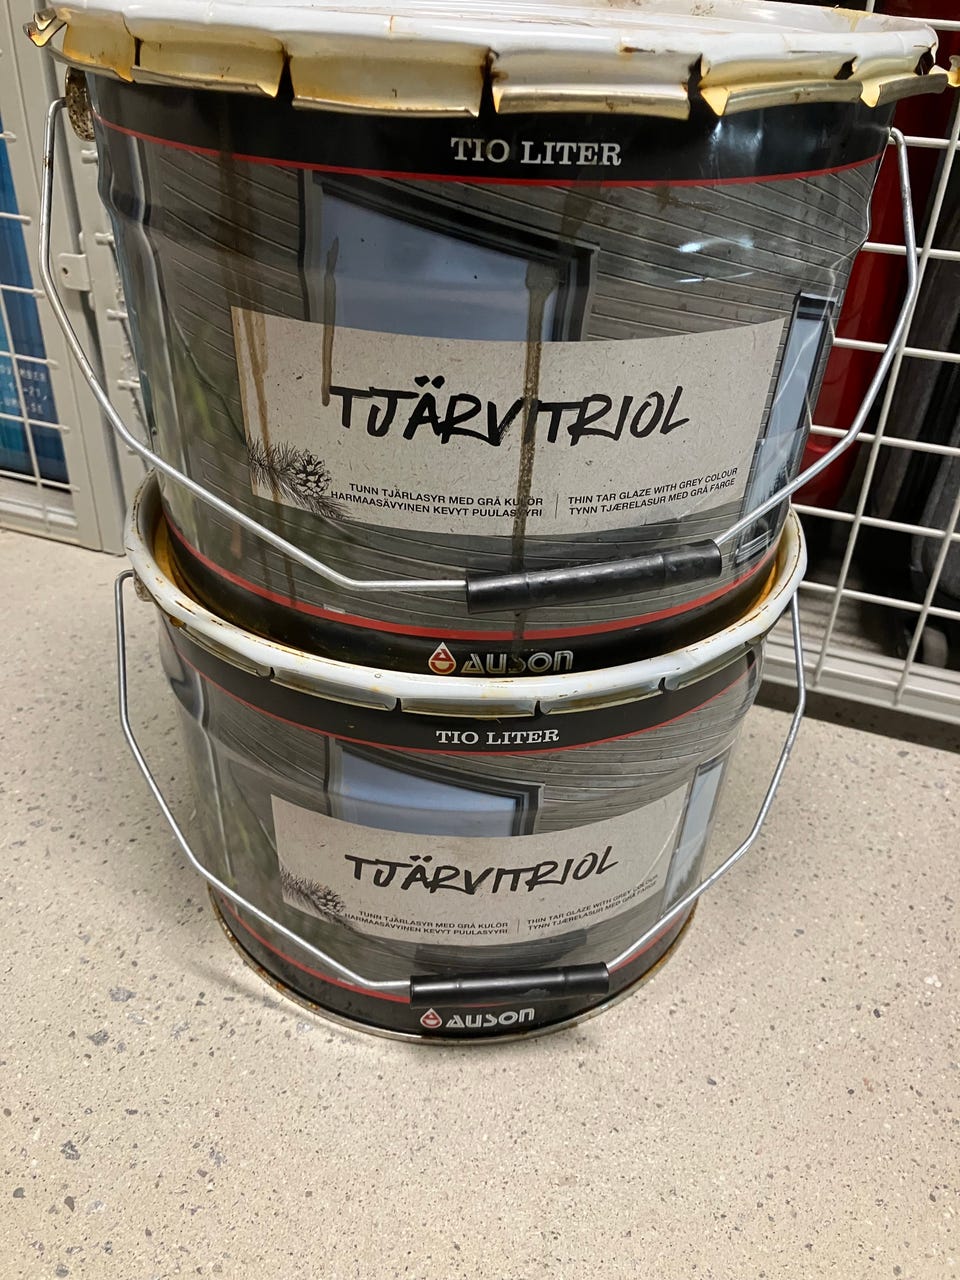 TIO LITER
TJÄRVITRIOL
TUNN TJÄRLASYR MED GRÅ KULÖR
HARMAASÄVYINEN KEVYT PUULASYYRI
THIN TAR GLAZE WITH GREY COLOUR
TYNN TJÆRELASUR MED GRÅ FARGE
AUSON
TIO LITER
TJÄRVITRIOL
TUNN TJÄRLASYR MED GRÅ KULÖR
HARMAASÄVYINEN KEVYT PUULASYYRI
THIN TAR GLAZE WITH GREY COLOUR
TYNN TJÆRELASUR MED GRÅ FARGE
AUSON